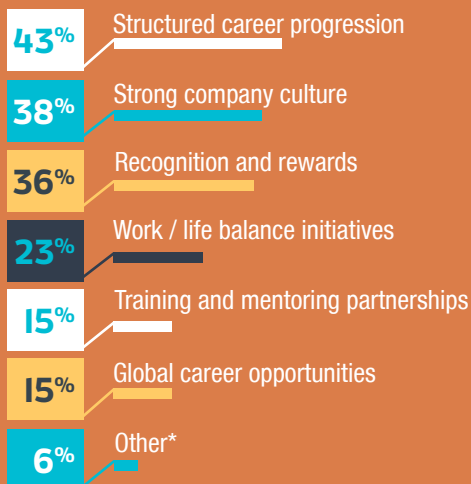 43% Structured career progression
38% Strong company culture
36% Recognition and rewards
23% Work / life balance initiatives
15% Training and mentoring partnerships
15% Global career opportunities
6% Other*